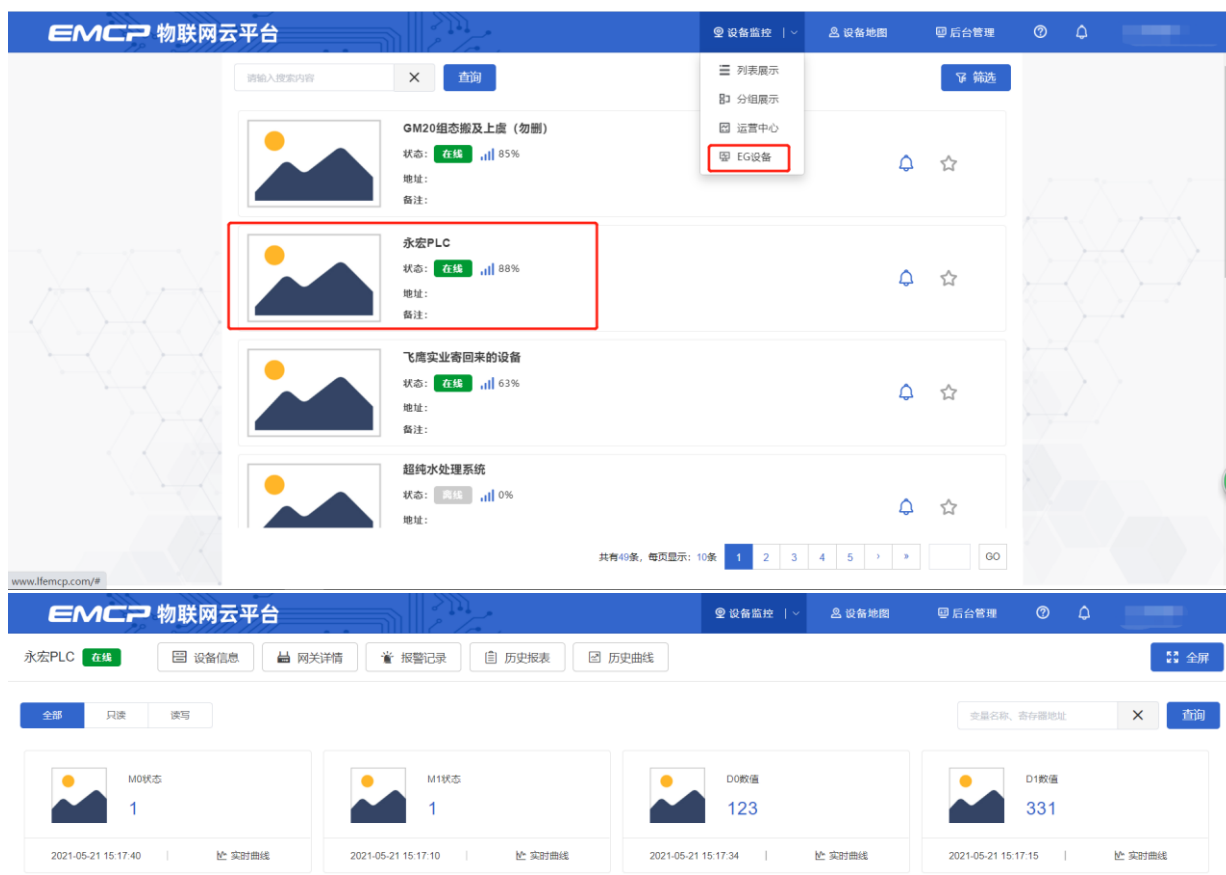 EMCP 物联网云平台 设备监控 设备地图 后台管理
请输入搜索内容 查询 筛选
列表展示
分组展示
运营中心
EG设备
GM20组态搬及上虞（勿删）
状态： 在线 85%
地址：
备注：
永宏PLC
状态： 在线 88%
地址：
备注：
飞鹰实业寄回来的设备
状态： 在线 63%
地址：
备注：
超纯水处理系统
状态： 离线 0%
地址：
共有49条，每页显示：10条 1 2 3 4 5 › » GO
www.lfemcp.com/#
EMCP 物联网云平台 设备监控 设备地图 后台管理
永宏PLC 在线 设备信息 网关详情 报警记录 历史报表 历史曲线 全屏
全部 只读 读写 变量名称、寄存器地址 查询
M0状态 M1状态 D0数值 D1数值
1 1 123 331
2021-05-21 15:17:40 实时曲线 2021-05-21 15:17:10 实时曲线 2021-05-21 15:17:34 实时曲线 2021-05-21 15:17:15 实时曲线